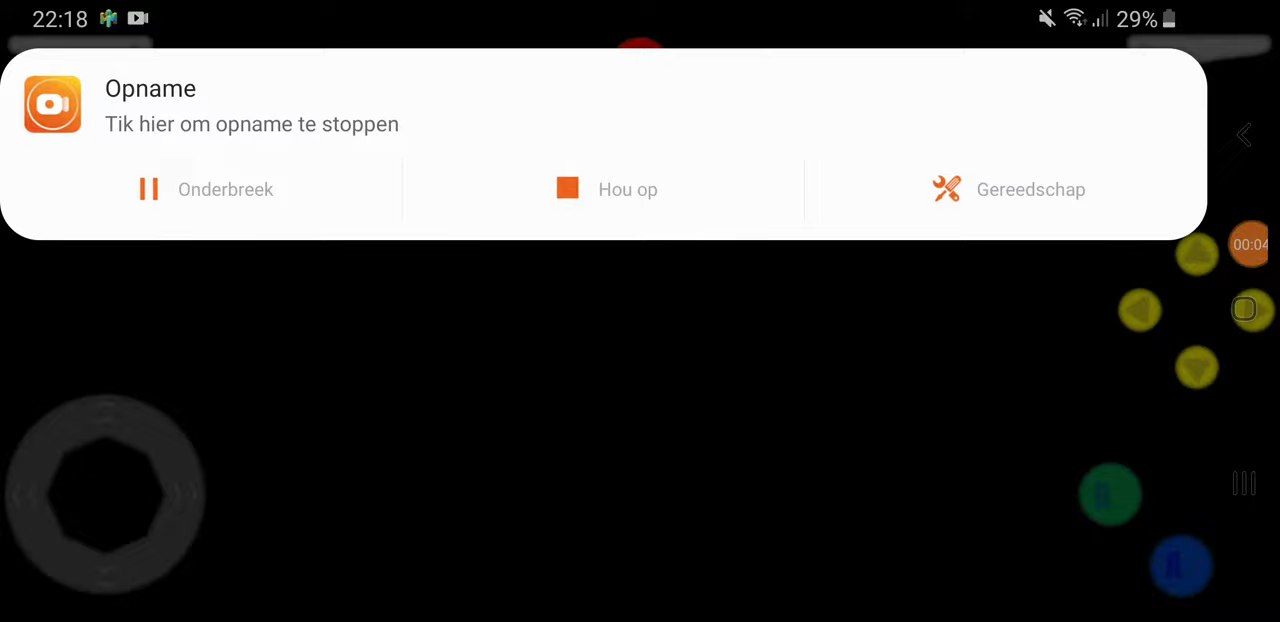 22:18 29%
Opname
Tik hier om opname te stoppen
Onderbreek Hou op Gereedschap
00:04